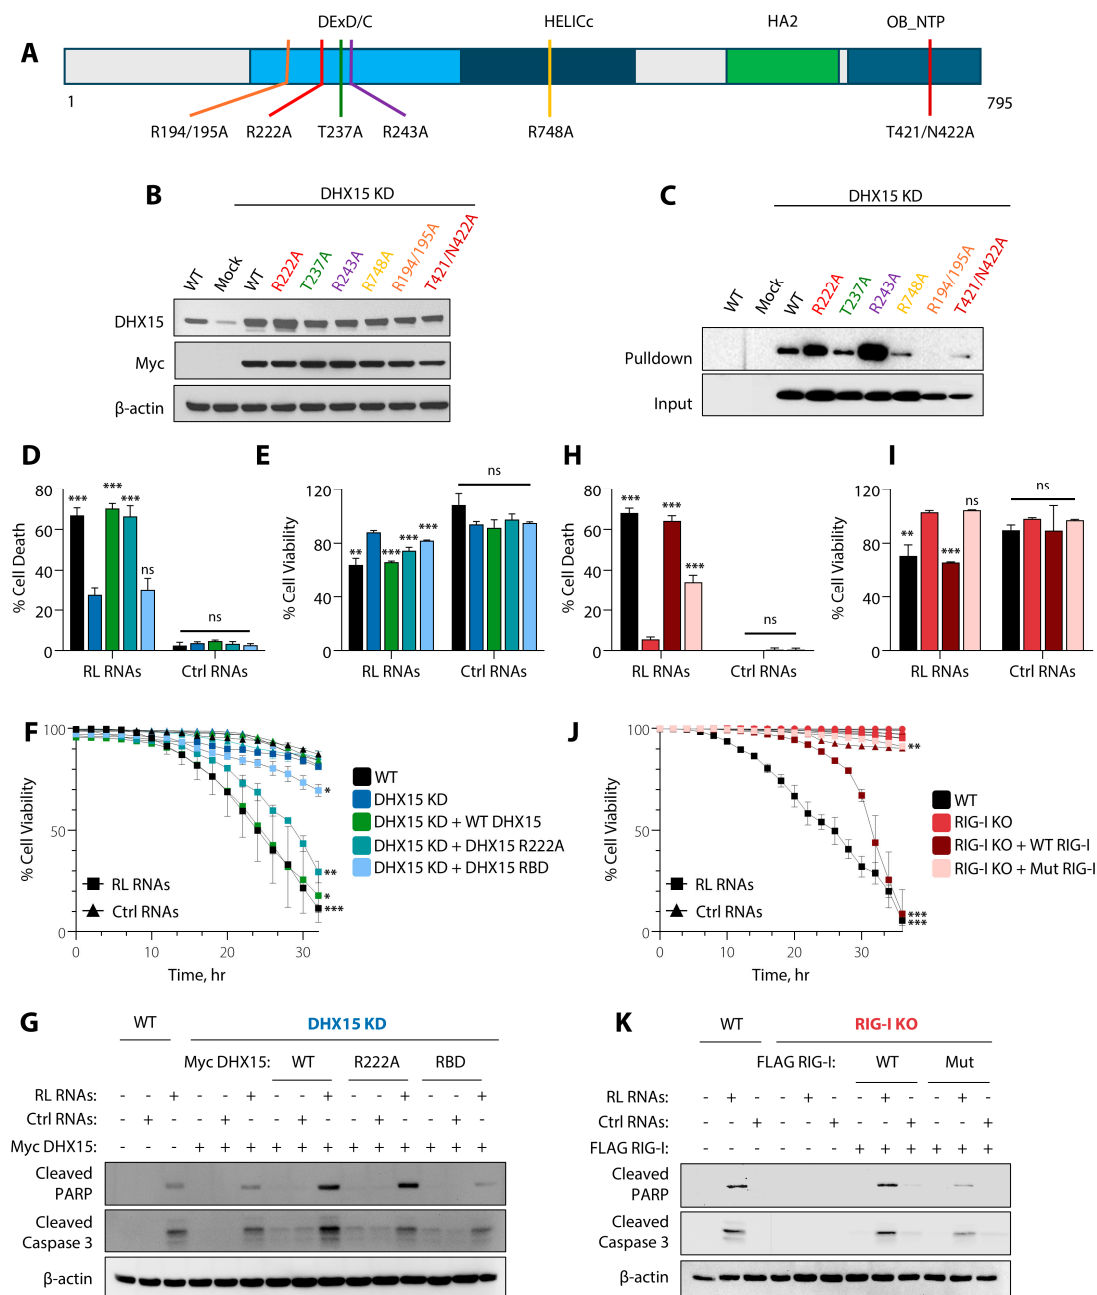 A
DExD/C
HELICc
HA2
OB_NTP
1
795
R194/195A
R222A
T237A
R243A
R748A
T421/N422A
B
DHX15 KD
WT
Mock
WT
R222A
T237A
R243A
R748A
R194/195A
T421/N422A
DHX15
Myc
β-actin
C
DHX15 KD
WT
Mock
WT
R222A
T237A
R243A
R748A
R194/195A
T421/N422A
Pulldown
Input
D
% Cell Death
80
60
40
20
0
***
***
***
ns
ns
RL RNAs
Ctrl RNAs
E
% Cell Viability
120
80
40
0
**
***
***
***
ns
RL RNAs
Ctrl RNAs
H
% Cell Death
80
60
40
20
0
***
***
***
ns
RL RNAs
Ctrl RNAs
I
% Cell Viability
120
80
40
0
**
***
ns
ns
RL RNAs
Ctrl RNAs
F
% Cell Viability
100
50
0
0
10
20
30
Time, hr
RL RNAs
Ctrl RNAs
*
**
*
***
WT
DHX15 KD
DHX15 KD + WT DHX15
DHX15 KD + DHX15 R222A
DHX15 KD + DHX15 RBD
J
% Cell Viability
100
50
0
0
10
20
30
Time, hr
RL RNAs
Ctrl RNAs
**
***
***
WT
RIG-I KO
RIG-I KO + WT RIG-I
RIG-I KO + Mut RIG-I
G
WT
DHX15 KD
Myc DHX15:
WT
R222A
RBD
RL RNAs: - - + - - + - - + - - + - - +
Ctrl RNAs: - + - - + - - + - - + - - + -
Myc DHX15: - - - + + + + + + + + + + + +
Cleaved
PARP
Cleaved
Caspase 3
β-actin
K
WT
RIG-I KO
FLAG RIG-I:
WT
Mut
RL RNAs: - + - - + - - + - - + -
Ctrl RNAs: - - + - - + - - + - - +
FLAG RIG-I: - - - - - - + + + + + +
Cleaved
PARP
Cleaved
Caspase 3
β-actin